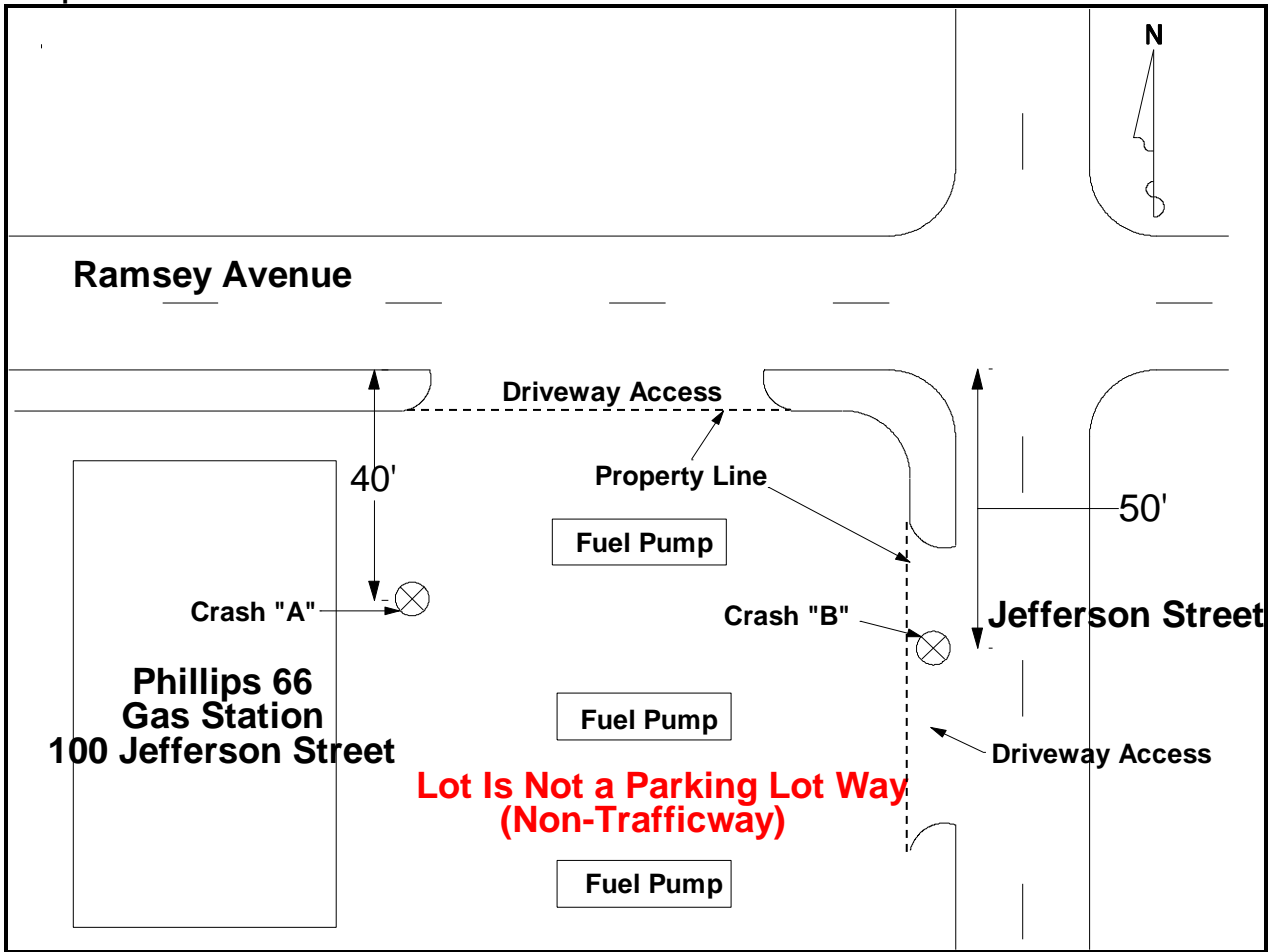 N
Ramsey Avenue
Driveway Access
40'
Property Line
50'
Fuel Pump
Crash "A"
Crash "B"
Jefferson Street
Phillips 66
Gas Station
100 Jefferson Street
Fuel Pump
Driveway Access
Lot Is Not a Parking Lot Way
(Non-Trafficway)
Fuel Pump